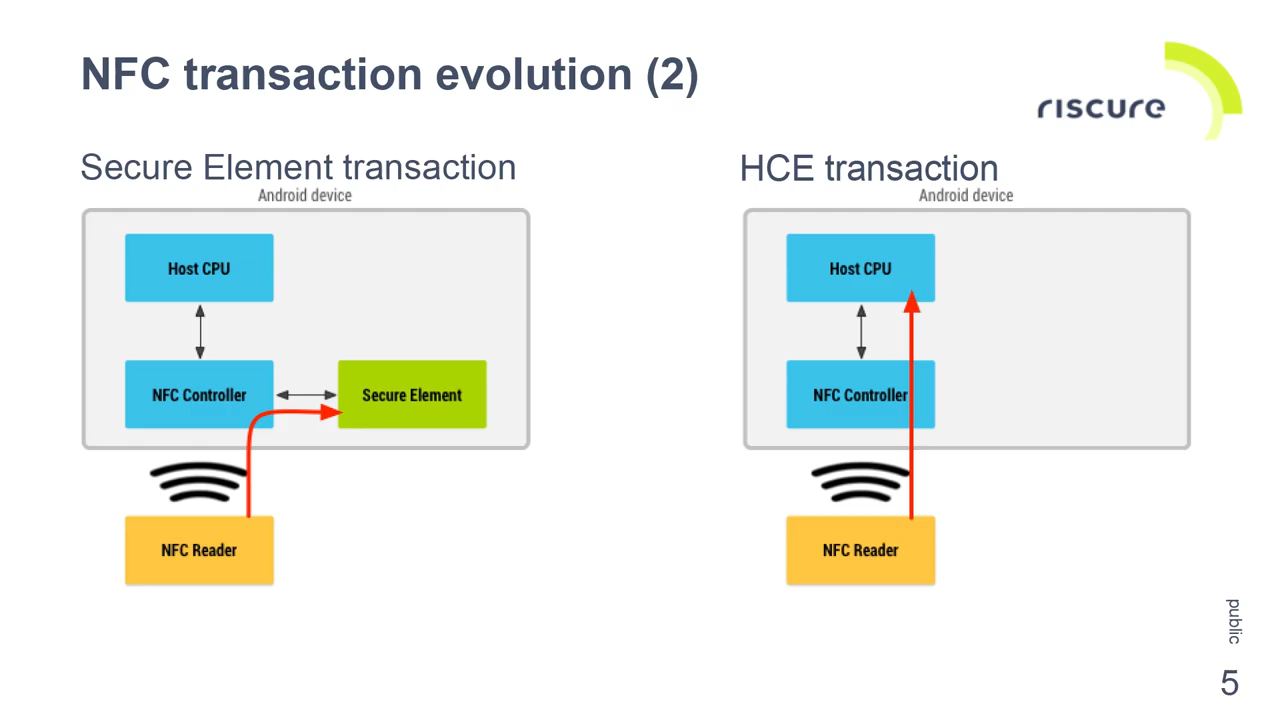 NFC transaction evolution (2)
riscure
Secure Element transaction
Android device
Host CPU
NFC Controller
Secure Element
NFC Reader
HCE transaction
Android device
Host CPU
NFC Controller
NFC Reader
public
5